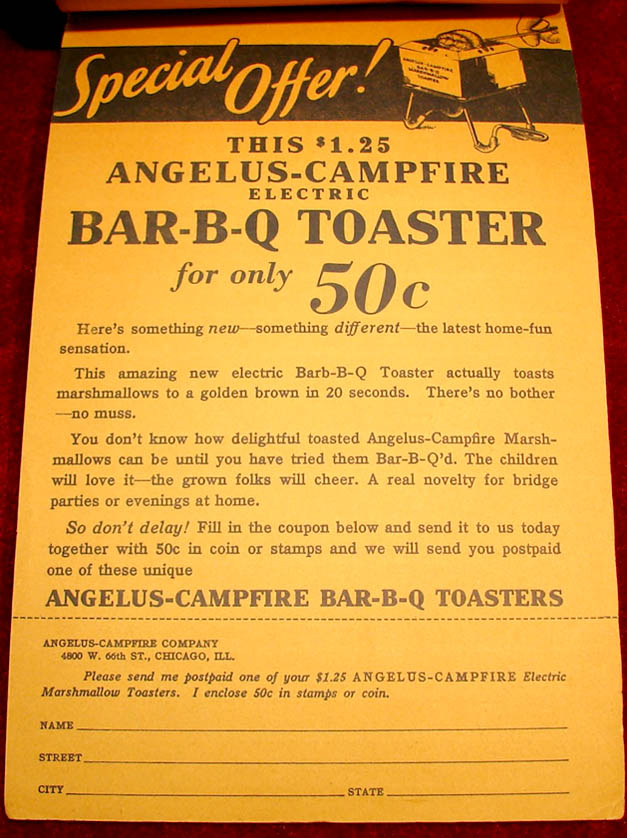 Special Offer!
ANGELUS-CAMPFIRE
BAR-B-Q
MARSHMALLOW
TOASTER
THIS $1.25
ANGELUS-CAMPFIRE
ELECTRIC
BAR-B-Q TOASTER
for only 50c
Here's something new—something different—the latest home-fun
sensation.
This amazing new electric Barb-B-Q Toaster actually toasts
marshmallows to a golden brown in 20 seconds. There's no bother
—no muss.
You don't know how delightful toasted Angelus-Campfire Marsh-
mallows can be until you have tried them Bar-B-Q'd. The children
will love it—the grown folks will cheer. A real novelty for bridge
parties or evenings at home.
So don't delay! Fill in the coupon below and send it to us today
together with 50c in coin or stamps and we will send you postpaid
one of these unique
ANGELUS-CAMPFIRE BAR-B-Q TOASTERS
ANGELUS-CAMPFIRE COMPANY
4800 W. 66th ST., CHICAGO, ILL.
Please send me postpaid one of your $1.25 ANGELUS-CAMPFIRE Electric
Marshmallow Toasters. I enclose 50c in stamps or coin.
NAME
STREET
CITY STATE